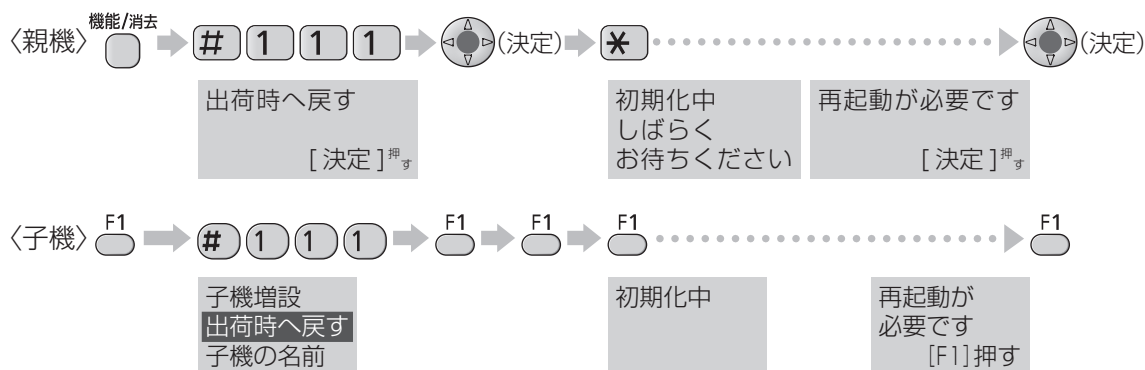 機能/消去
〈親機〉 # 1 1 1 (決定) * (決定)
出荷時へ戻す
[決定]押す
初期化中
しばらく
お待ちください
再起動が必要です
[決定]押す
〈子機〉 F1 # 1 1 1 F1 F1 F1 F1
子機増設
出荷時へ戻す
子機の名前
初期化中
再起動が
必要です
[F1]押す